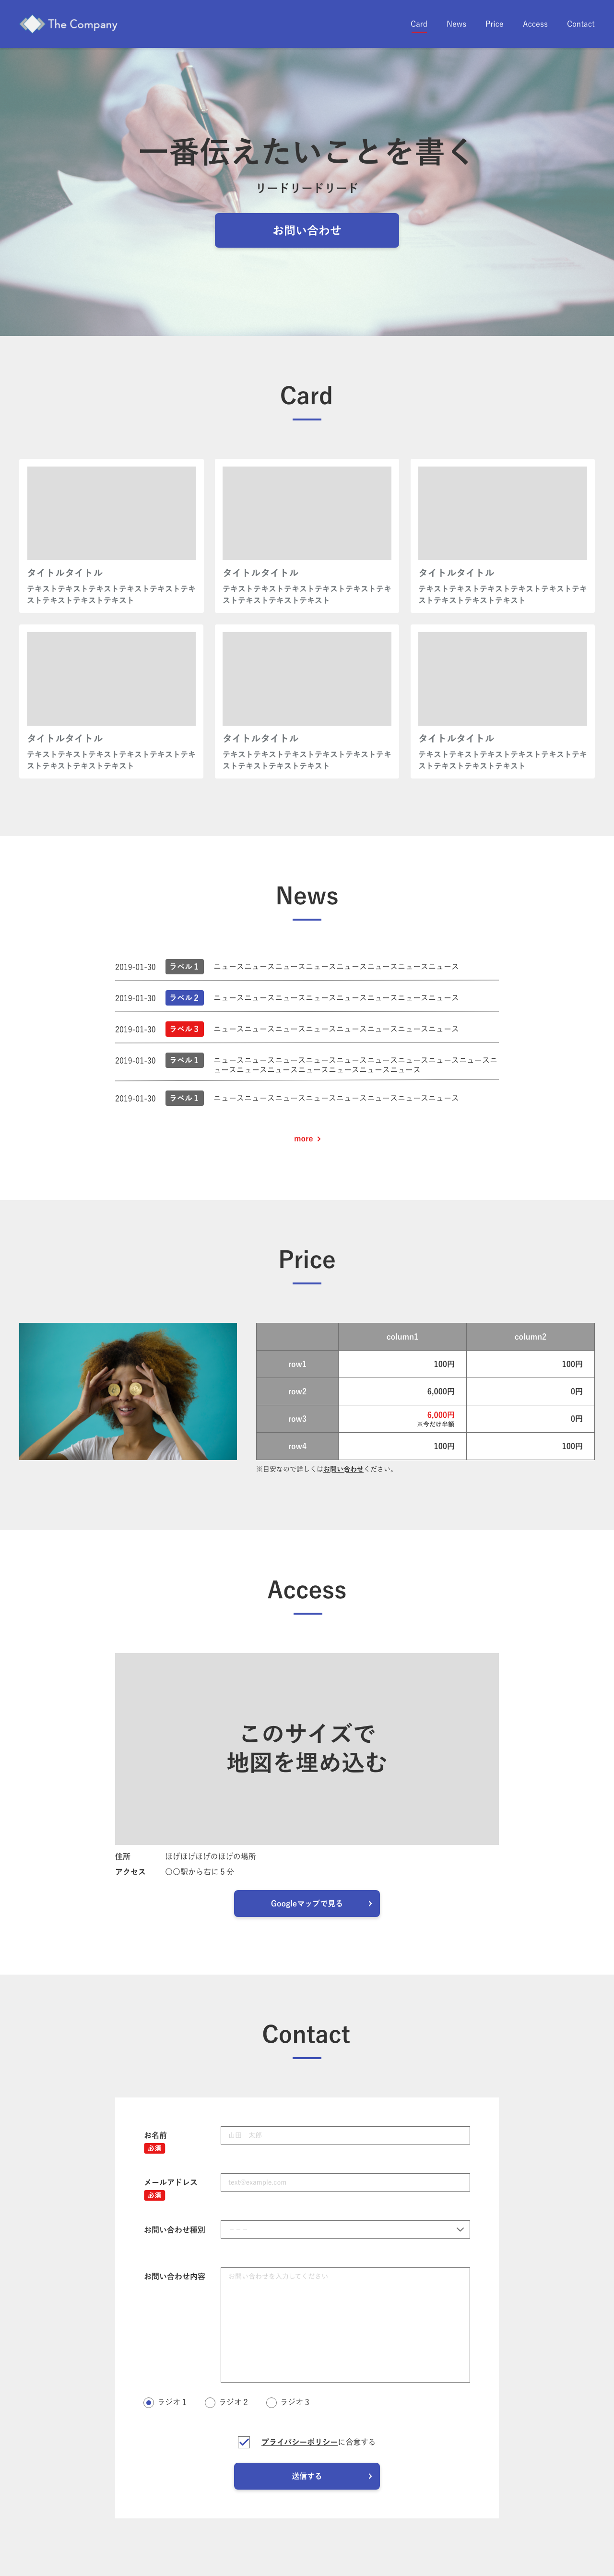 The Company
Card
News
Price
Access
Contact
一番伝えたいことを書く
リードリードリード
お問い合わせ
Card
タイトルタイトル
テキストテキストテキストテキストテキストテキ
ストテキストテキストテキスト
タイトルタイトル
テキストテキストテキストテキストテキストテキ
ストテキストテキストテキスト
タイトルタイトル
テキストテキストテキストテキストテキストテキ
ストテキストテキストテキスト
タイトルタイトル
テキストテキストテキストテキストテキストテキ
ストテキストテキストテキスト
タイトルタイトル
テキストテキストテキストテキストテキストテキ
ストテキストテキストテキスト
タイトルタイトル
テキストテキストテキストテキストテキストテキ
ストテキストテキストテキスト
News
2019-01-30 ラベル１ ニュースニュースニュースニュースニュースニュースニュースニュース
2019-01-30 ラベル２ ニュースニュースニュースニュースニュースニュースニュースニュース
2019-01-30 ラベル３ ニュースニュースニュースニュースニュースニュースニュースニュース
2019-01-30 ラベル１ ニュースニュースニュースニュースニュースニュースニュースニュースニュースニ
ュースニュースニュースニュースニュースニュースニュース
2019-01-30 ラベル１ ニュースニュースニュースニュースニュースニュースニュースニュース
more
Price
column1 column2
row1 100円 100円
row2 6,000円 0円
row3 6,000円 0円
※今だけ半額
row4 100円 100円
※目安なので詳しくはお問い合わせください。
Access
このサイズで
地図を埋め込む
住所 ほげほげほげのほげの場所
アクセス 〇〇駅から右に５分
Googleマップで見る
Contact
お名前 山田　太郎
必須
メールアドレス text@example.com
必須
お問い合わせ種別 ---
お問い合わせ内容 お問い合わせを入力してください
ラジオ１ ラジオ２ ラジオ３
プライバシーポリシーに合意する
送信する